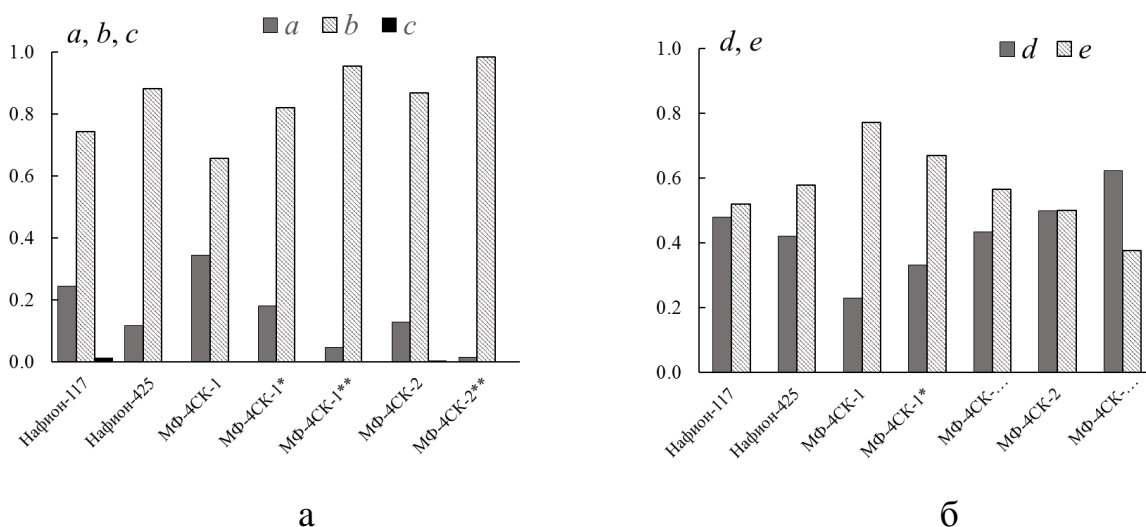 a, b, c
a b c
1.0
0.8
0.6
0.4
0.2
0.0
Нафион-117
Нафион-425
МФ-4СК-1
МФ-4СК-1*
МФ-4СК-1**
МФ-4СК-2
МФ-4СК-2**
а
d, e
d e
1.0
0.8
0.6
0.4
0.2
0.0
Нафион-117
Нафион-425
МФ-4СК-1
МФ-4СК-1*
МФ-4СК-…
МФ-4СК-2
МФ-4СК-…
б